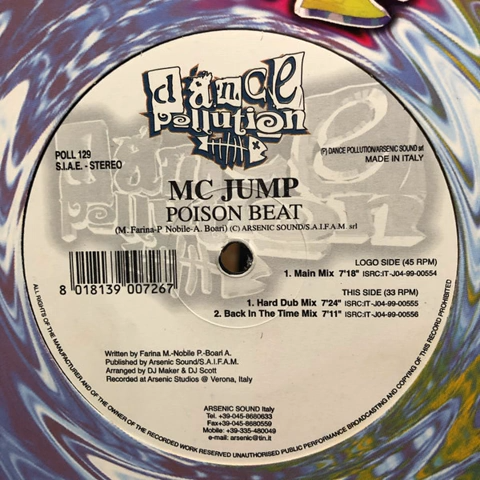 dance
pollution
POLL 129
S.I.A.E. - STEREO
(P) DANCE POLLUTION/ARSENIC SOUND srl
MADE IN ITALY
MC JUMP
POISON BEAT
(M. Farina-P Nobile-A. Boari) (C) ARSENIC SOUND/S.A.I.F.A.M. srl
LOGO SIDE (45 RPM)
1. Main Mix 7'18" ISRC:IT-J04-99-00554
THIS SIDE (33 RPM)
1. Hard Dub Mix 7'24" ISRC:IT-J04-99-00555
2. Back In The Time Mix 7'11" ISRC:IT-J04-99-00556
8 018139 007267
Written by Farina M.-Nobile P.-Boari A.
Published by Arsenic Sound/S.A.I.F.A.M.
Arranged by DJ Maker & DJ Scott
Recorded at Arsenic Studios @ Verona, Italy
ARSENIC SOUND Italy
Tel +39-045-8680633
Fax+39-045-8680559
Mobile: +39-335-480049
e-mail: arsenic@tin.it
ALL RIGHTS OF THE MANUFACTURER AND OF THE OWNER OF THE RECORDED WORK RESERVED UNAUTHORISED PUBLIC PERFORMANCE BROADCASTING AND COPYING OF THIS RECORD PROHIBITED